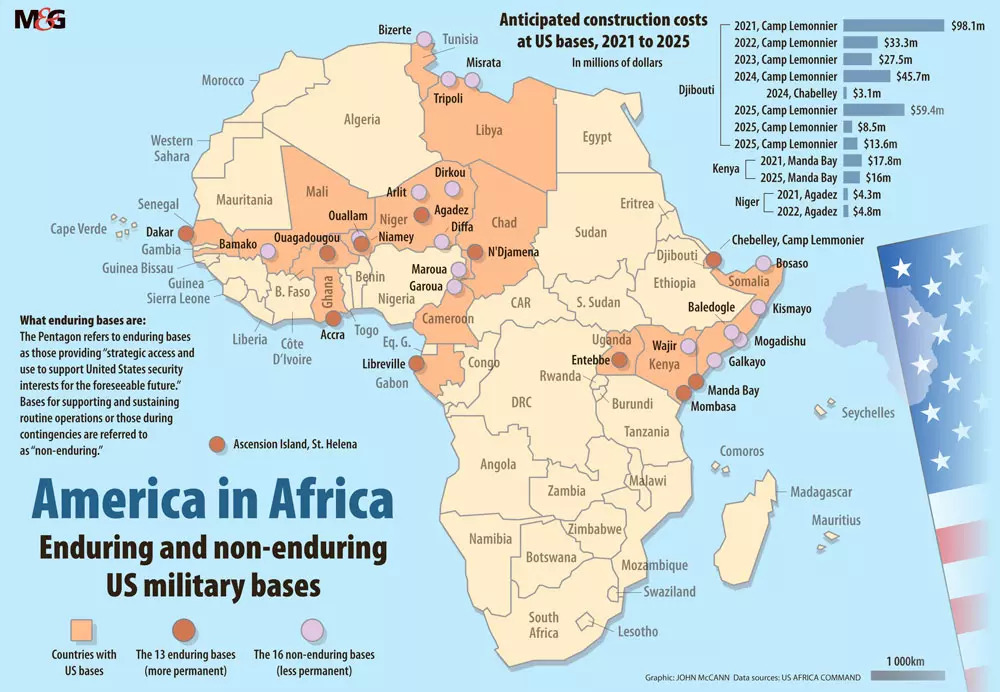 M&G
Anticipated construction costs
at US bases, 2021 to 2025
In millions of dollars
Djibouti
2021, Camp Lemonnier $98.1m
2022, Camp Lemonnier $33.3m
2023, Camp Lemonnier $27.5m
2024, Camp Lemonnier $45.7m
2024, Chabelley $3.1m
2025, Camp Lemonnier $59.4m
2025, Camp Lemonnier $8.5m
2025, Camp Lemonnier $13.6m
Kenya
2021, Manda Bay $17.8m
2025, Manda Bay $16m
Niger
2021, Agadez $4.3m
2022, Agadez $4.8m
Bizerte
Tunisia
Misrata
Morocco
Tripoli
Algeria
Libya
Egypt
Western
Sahara
Dirkou
Mali
Arlit
Mauritania
Niger
Agadez
Eritrea
Senegal
Ouallam
Diffa
Chad
Cape Verde
Dakar
Niamey
Sudan
Gambia
Bamako
Ouagadougou
N'Djamena
Djibouti
Chebelley, Camp Lemmonier
Guinea Bissau
Maroua
Bosaso
Guinea
B. Faso
Ghana
Benin
Garoua
Ethiopia
Somalia
Sierra Leone
Nigeria
CAR
S. Sudan
Baledogle
Kismayo
Liberia
Côte
D'Ivoire
Accra
Togo
Cameroon
Uganda
Wajir
Mogadishu
Eq. G.
Libreville
Congo
Entebbe
Kenya
Galkayo
Gabon
Rwanda
Manda Bay
DRC
Burundi
Mombasa
Seychelles
Tanzania
Comoros
Angola
Malawi
Zambia
Madagascar
Mauritius
Zimbabwe
Namibia
Botswana
Mozambique
Swaziland
South
Africa
Lesotho
What enduring bases are:
The Pentagon refers to enduring bases
as those providing “strategic access and
use to support United States security
interests for the foreseeable future.”
Bases for supporting and sustaining
routine operations or those during
contingencies are referred to
as “non-enduring.”
Ascension Island, St. Helena
America in Africa
Enduring and non-enduring
US military bases
Countries with
US bases
The 13 enduring bases
(more permanent)
The 16 non-enduring bases
(less permanent)
1 000km
Graphic: JOHN McCANN Data sources: US AFRICA COMMAND